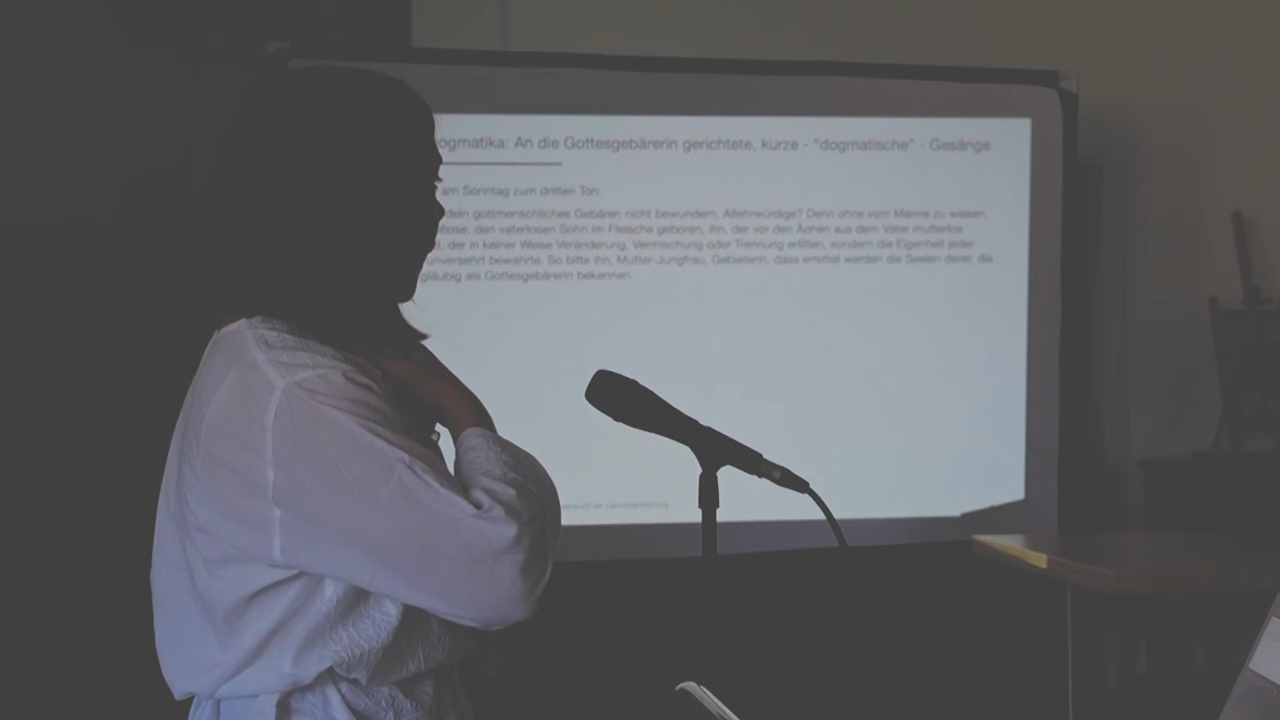 ogmatika: An die Gottesgebärerin gerichtete, kurze - "dogmatische" - Gesänge
am Sonntag zum dritten Ton:
dein gottmenschliches Gebären nicht bewundern, Allehrwürdige? Denn ohne vom Manne zu wissen,
den vaterlosen Sohn im Fleische geboren, ihn, der vor den Äonen aus dem Vater mutterlos
der in keiner Weise Veränderung, Vermischung oder Trennung erlitten, sondern die Eigenheit jeder
unversehrt bewahrte. So bitte ihn, Mutter-Jungfrau, Gebieterin, dass errettet werden die Seelen derer, die
gläubig als Gottesgebärerin bekennen.
der